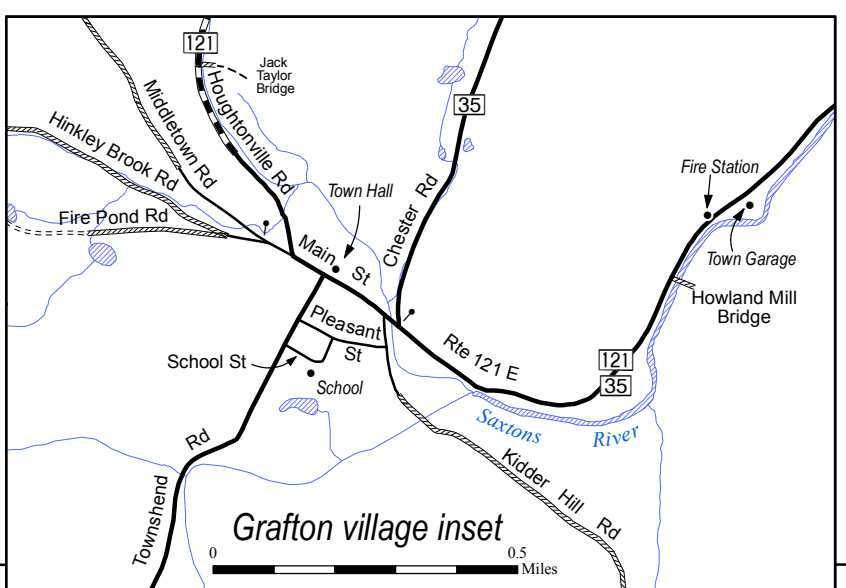 121
Jack
Taylor
Bridge
35
Middletown Rd
Houghtonville Rd
Hinkley Brook Rd
Fire Pond Rd
Town Hall
Chester Rd
Fire Station
Town Garage
Main St
Howland Mill
Bridge
Pleasant
St
School St
School
Rte 121 E
121
35
Saxtons River
Kidder Hill Rd
Townshend Rd
Grafton village inset
0 0.5
Miles